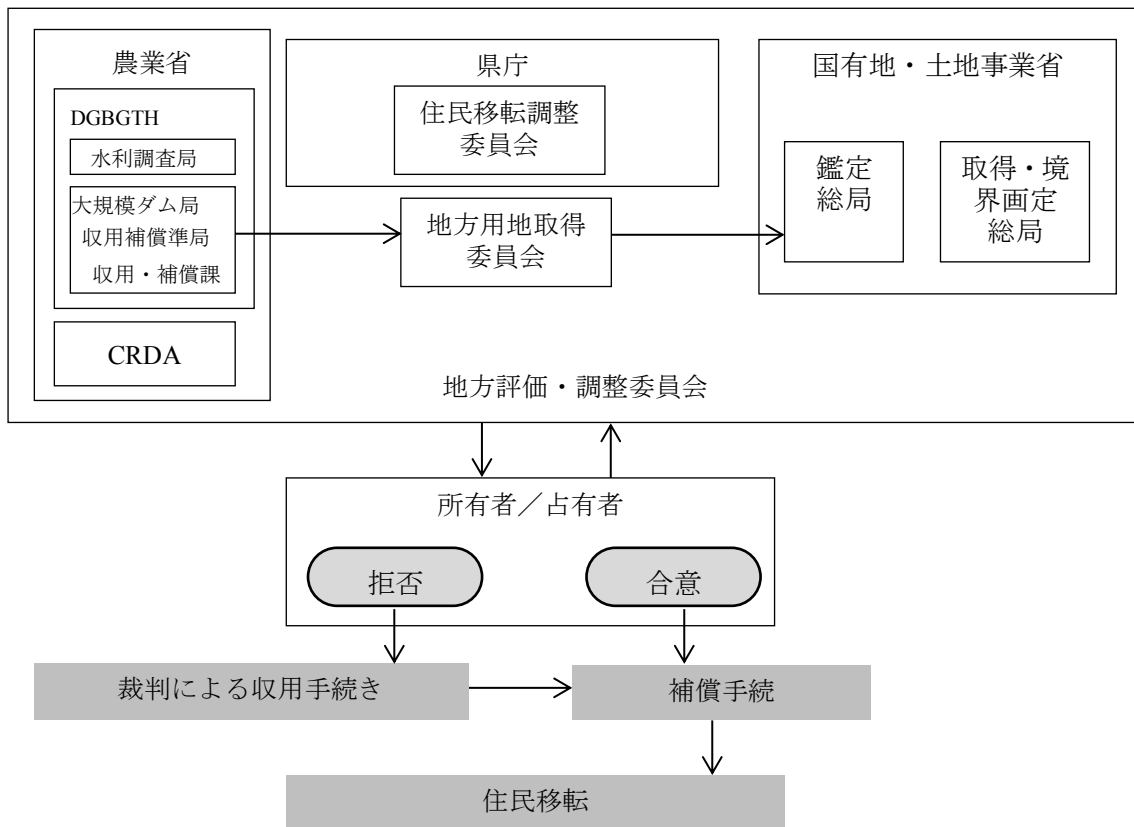 農業省
DGBGTH
水利調査局
大規模ダム局
収用補償準局
収用・補償課
CRDA
県庁
住民移転調整
委員会
地方用地取得
委員会
国有地・土地事業省
鑑定
総局
取得・境
界画定
総局
地方評価・調整委員会
所有者／占有者
拒否
合意
裁判による収用手続き
補償手続
住民移転